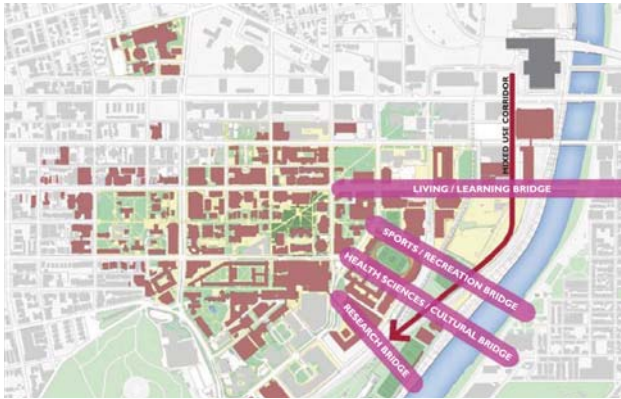 MIXED USE CORRIDOR
LIVING / LEARNING BRIDGE
SPORTS / RECREATION BRIDGE
HEALTH SCIENCES / CULTURAL BRIDGE
RESEARCH BRIDGE